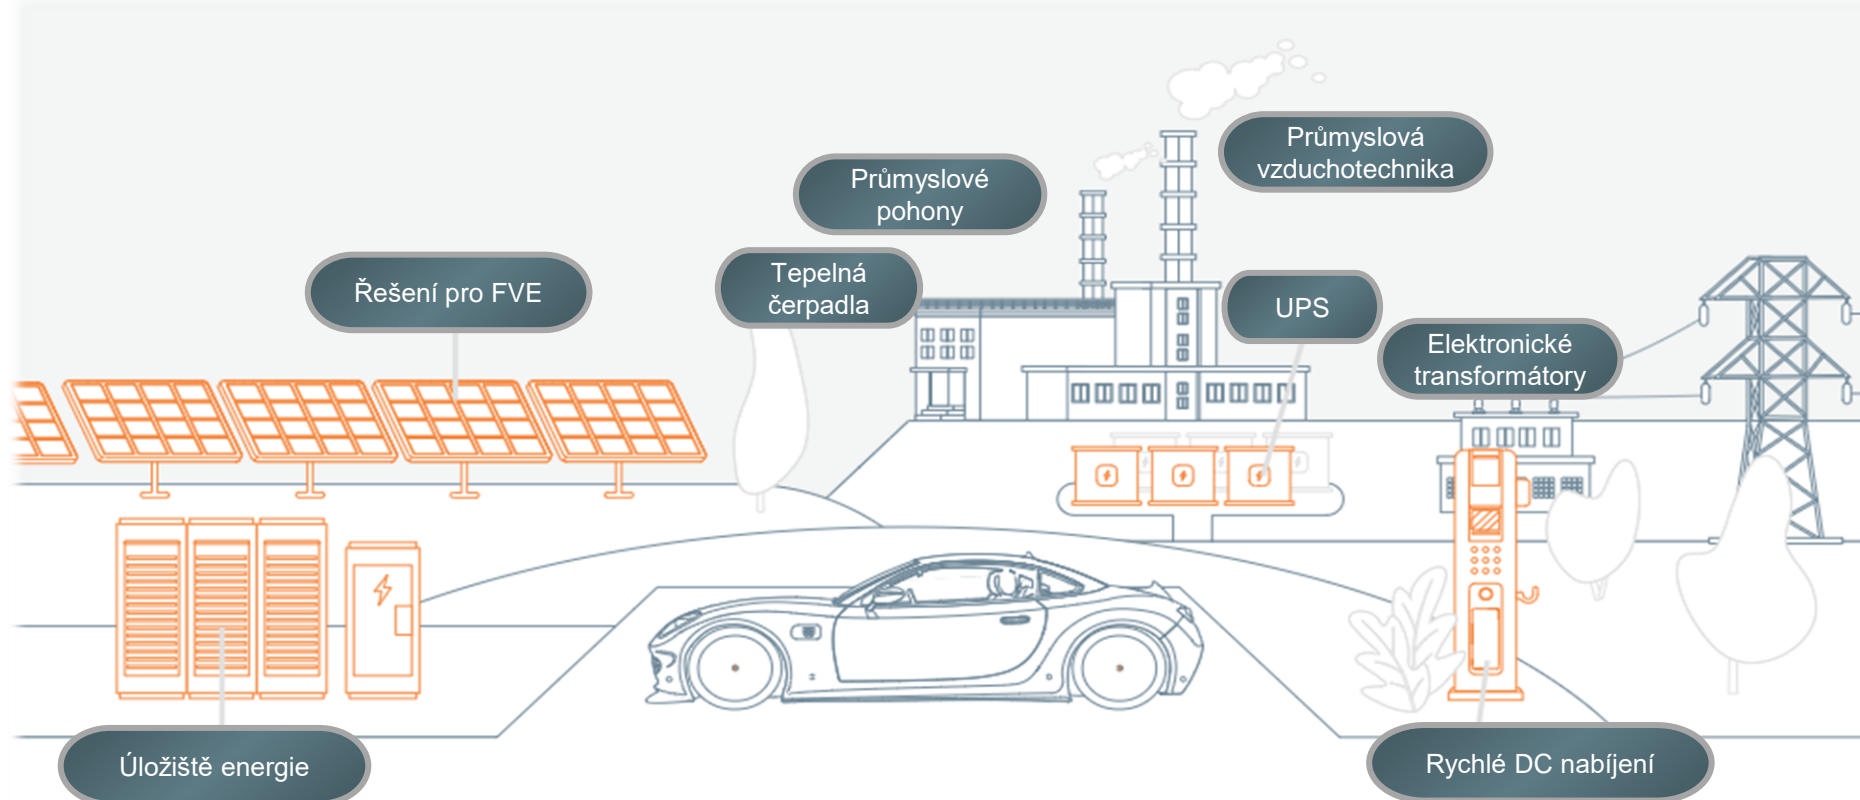 Průmyslová
vzduchotechnika
Průmyslové
pohony
Řešení pro FVE
Tepelná
čerpadla
UPS
Elektronické
transformátory
Úložiště energie
Rychlé DC nabíjení